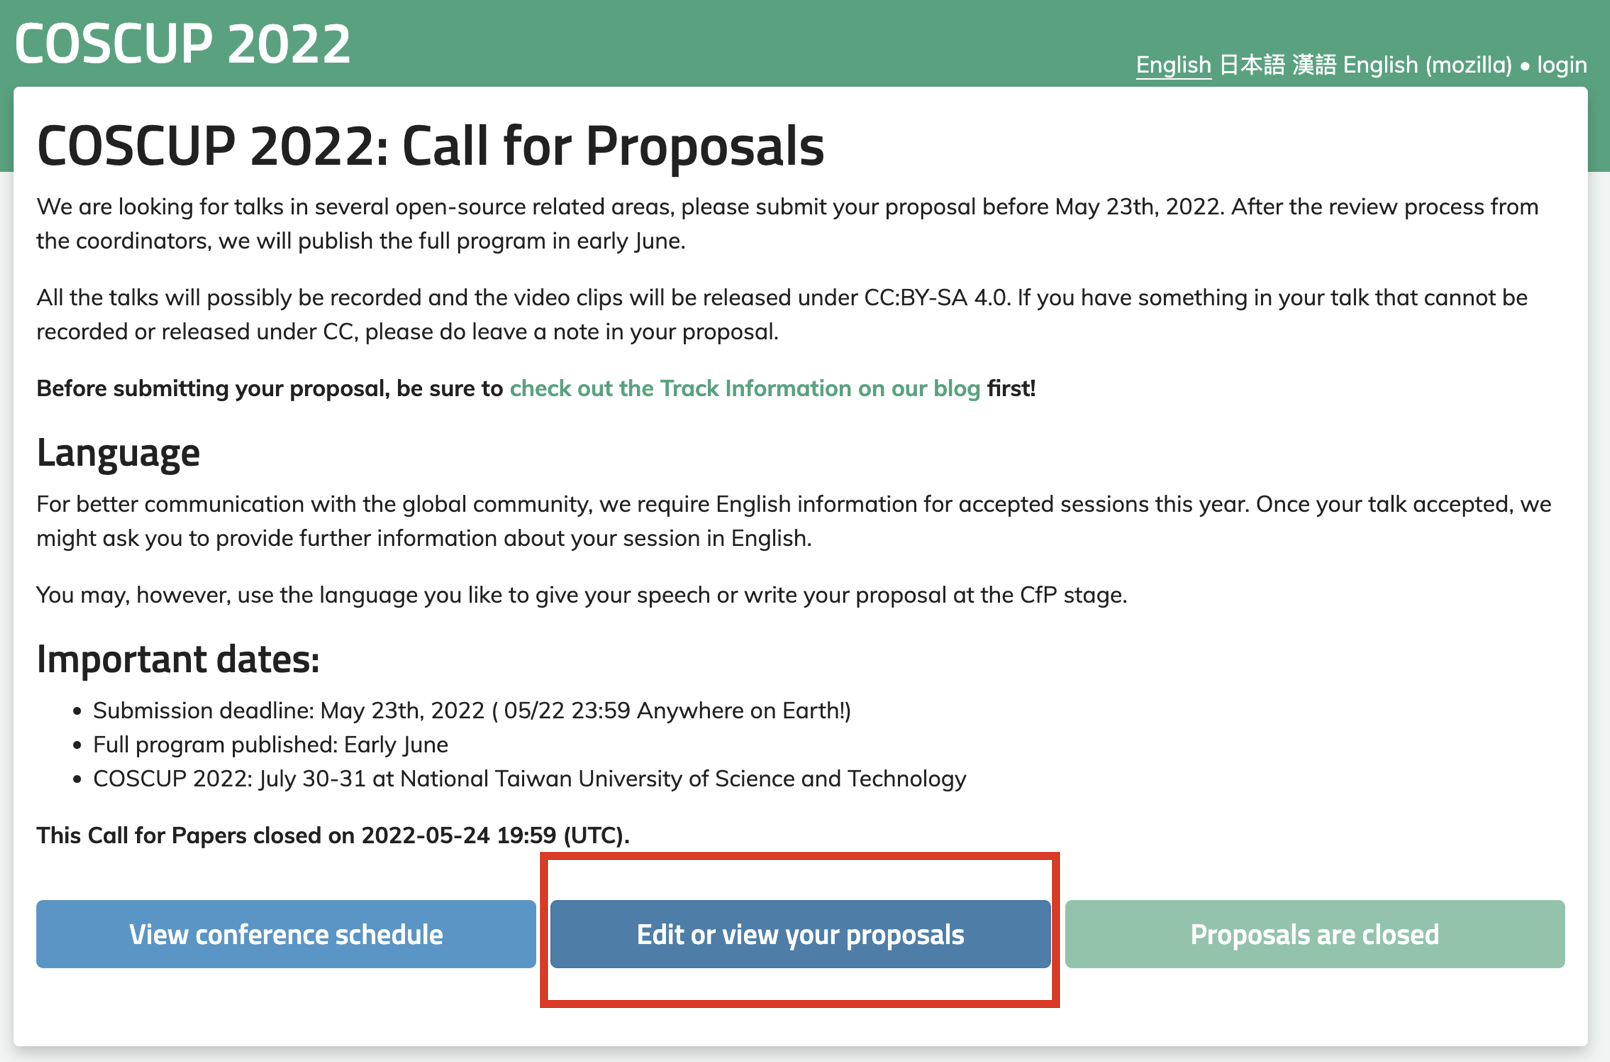 COSCUP 2022
English 日本語 漢語 English (mozilla) • login
COSCUP 2022: Call for Proposals
We are looking for talks in several open-source related areas, please submit your proposal before May 23th, 2022. After the review process from
the coordinators, we will publish the full program in early June.
All the talks will possibly be recorded and the video clips will be released under CC:BY-SA 4.0. If you have something in your talk that cannot be
recorded or released under CC, please do leave a note in your proposal.
Before submitting your proposal, be sure to check out the Track Information on our blog first!
Language
For better communication with the global community, we require English information for accepted sessions this year. Once your talk accepted, we
might ask you to provide further information about your session in English.
You may, however, use the language you like to give your speech or write your proposal at the CfP stage.
Important dates:
• Submission deadline: May 23th, 2022 ( 05/22 23:59 Anywhere on Earth!)
• Full program published: Early June
• COSCUP 2022: July 30-31 at National Taiwan University of Science and Technology
This Call for Papers closed on 2022-05-24 19:59 (UTC).
View conference schedule
Edit or view your proposals
Proposals are closed